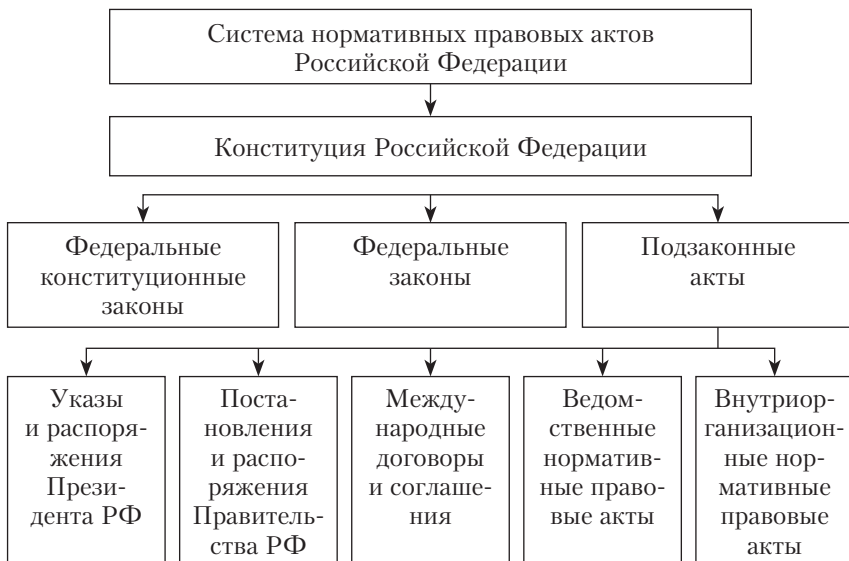 Система нормативных правовых актов
Российской Федерации
Конституция Российской Федерации
Федеральные
конституционные
законы
Федеральные
законы
Подзаконные
акты
Указы
и распоря-
жения
Прези-
дента РФ
Поста-
новления
и распо-
ряжения
Правитель-
ства РФ
Между-
народные
договоры
и соглаше-
ния
Ведом-
ственные
норматив-
ные право-
вые акты
Внутриор-
ганизацион-
ные нор-
мативные
правовые
акты